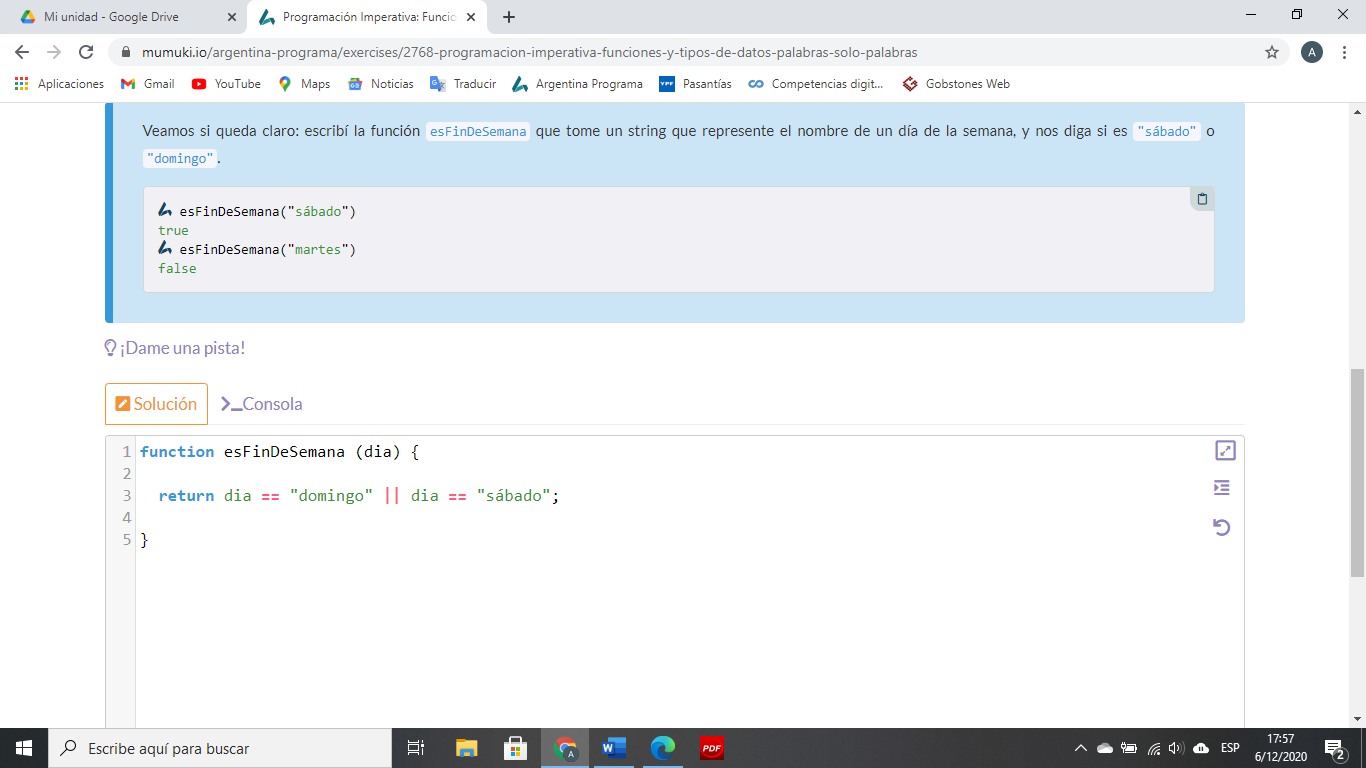 Mi unidad - Google Drive
Programación Imperativa: Funcio
mumuki.io/argentina-programa/exercises/2768-programacion-imperativa-funciones-y-tipos-de-datos-palabras-solo-palabras
A
Aplicaciones Gmail YouTube Maps Noticias Traducir Argentina Programa YPF Pasantías Competencias digit... Gobstones Web
Veamos si queda claro: escribí la función esFinDeSemana que tome un string que represente el nombre de un día de la semana, y nos diga si es "sábado" o
"domingo".
esFinDeSemana("sábado")
true
esFinDeSemana("martes")
false
¡Dame una pista!
Solución >_Consola
1 function esFinDeSemana (dia) {
2
3 return dia == "domingo" || dia == "sábado";
4
5 }
Escribe aquí para buscar
A
W
PDF
ESP
17:57
6/12/2020
2